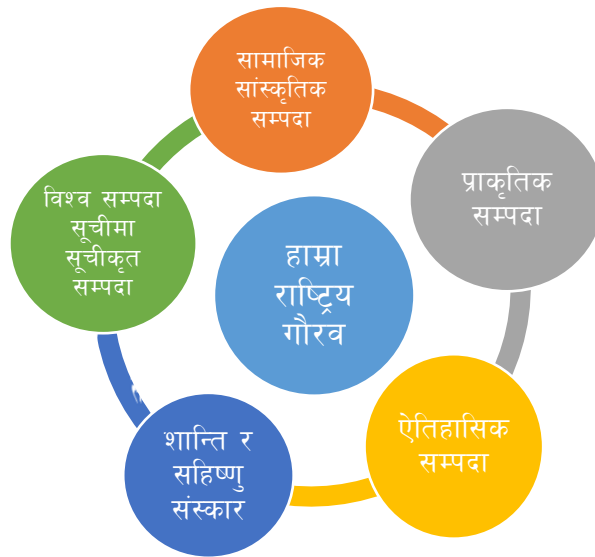 सामाजिक
सांस्कृतिक
सम्पदा
प्राकृतिक
सम्पदा
ऐतिहासिक
सम्पदा
शान्ति र
सहिष्णु
संस्कार
विश्व सम्पदा
सूचीमा
सूचीकृत
सम्पदा
हाम्रा
राष्ट्रिय
गौरव